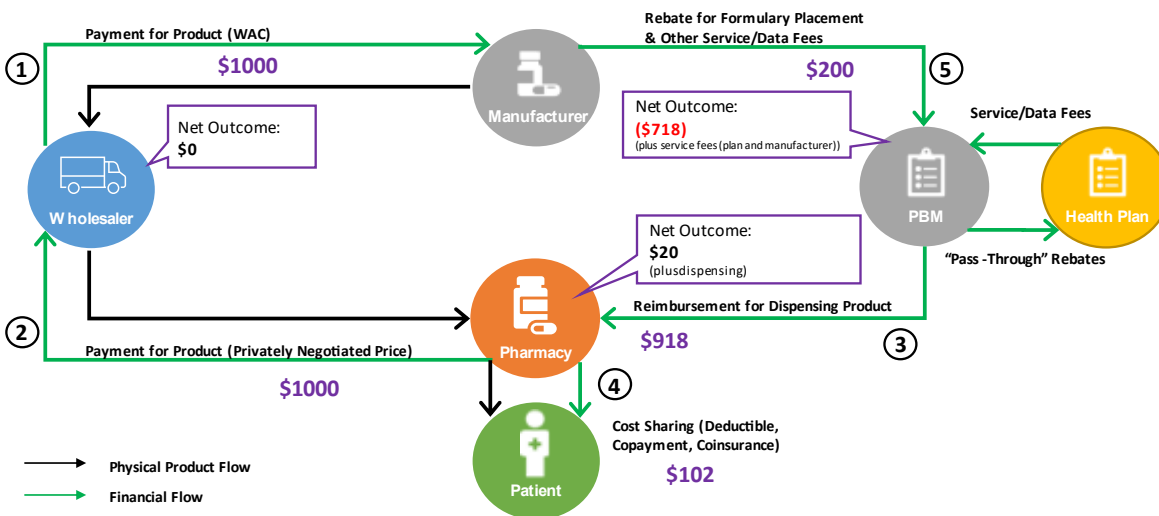 Payment for Product (WAC)
$1000
1
Rebate for Formulary Placement
& Other Service/Data Fees
$200
5
Manufacturer
Net Outcome:
$0
Net Outcome:
($718)
(plus service fees (plan and manufacturer))
Service/Data Fees
Wholesaler
PBM
Health Plan
Net Outcome:
$20
(plusdispensing)
"Pass -Through" Rebates
Reimbursement for Dispensing Product
$918
3
2
Payment for Product (Privately Negotiated Price)
$1000
Pharmacy
4
Cost Sharing (Deductible,
Copayment, Coinsurance)
$102
Patient
Physical Product Flow
Financial Flow